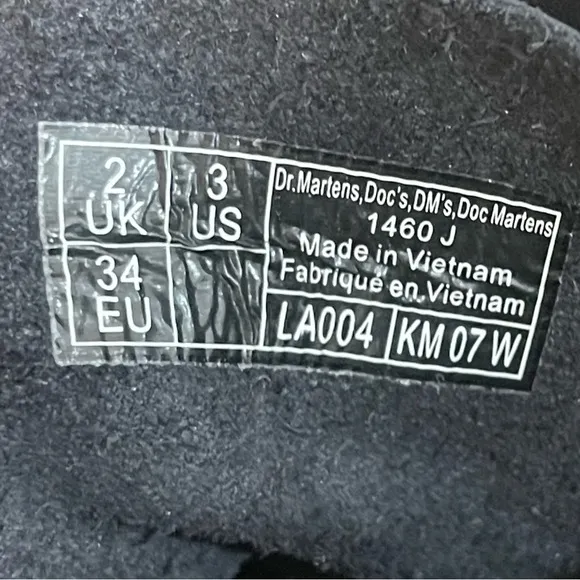 2
UK
3
US
34
EU
Dr.Martens,Doc's,DM's,Doc Martens
1460 J
Made in Vietnam
Fabriqué en Vietnam
LA004
KM 07 W